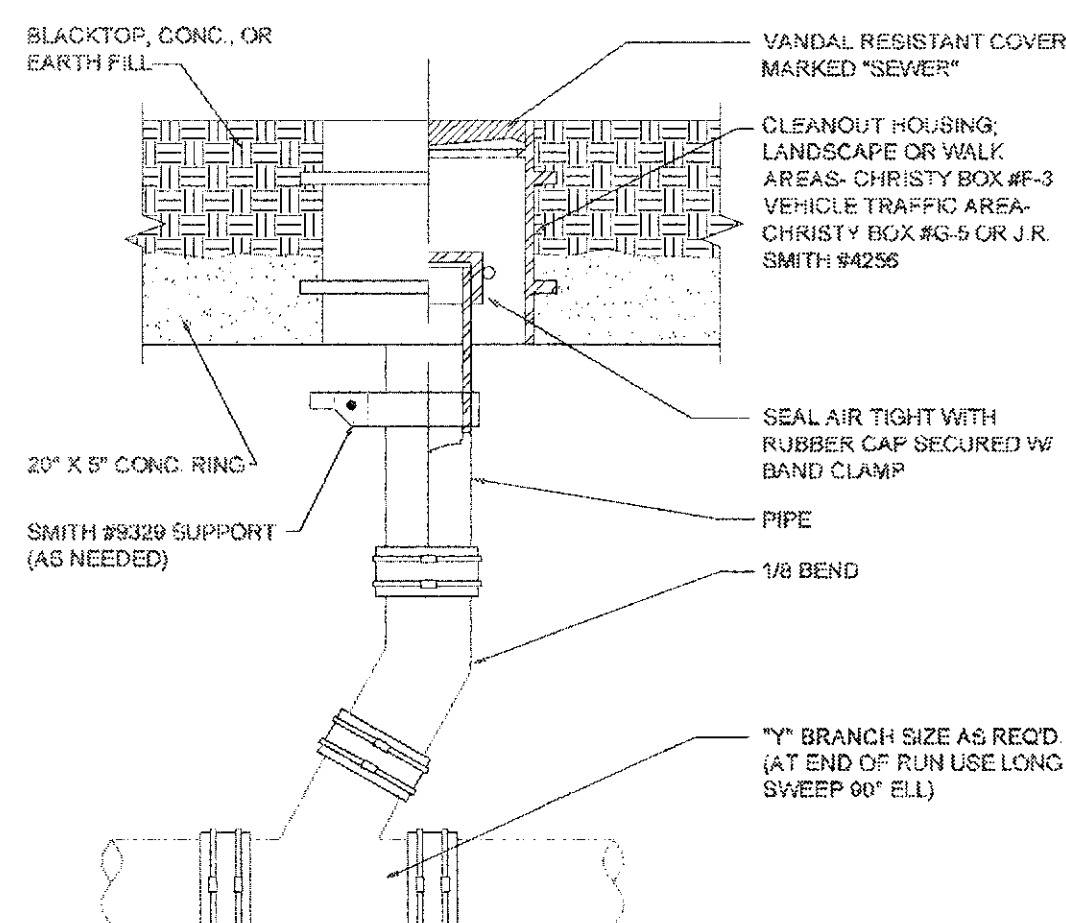 BLACKTOP, CONC., OR
EARTH FILL
VANDAL RESISTANT COVER
MARKED "SEWER"
CLEANOUT HOUSING;
LANDSCAPE OR WALK
AREAS- CHRISTY BOX #F-3
VEHICLE TRAFFIC AREA-
CHRISTY BOX #G-5 OR J.R.
SMITH #4256
SEAL AIR TIGHT WITH
RUBBER CAP SECURED W/
BAND CLAMP
20" X 5" CONC. RING
SMITH #9329 SUPPORT
(AS NEEDED)
PIPE
1/8 BEND
"Y" BRANCH SIZE AS REQ'D.
(AT END OF RUN USE LONG
SWEEP 90° ELL)